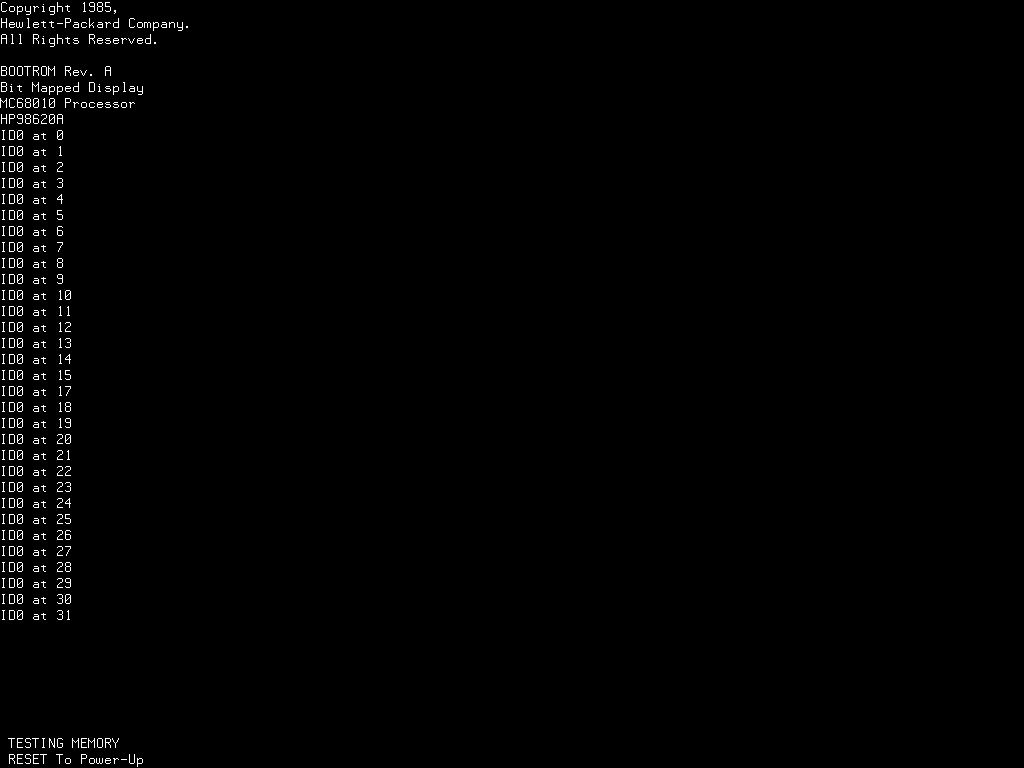 Copyright 1985,
Hewlett-Packard Company.
All Rights Reserved.
BOOTROM Rev. A
Bit Mapped Display
MC68010 Processor
HP98620A
ID0 at 0
ID0 at 1
ID0 at 2
ID0 at 3
ID0 at 4
ID0 at 5
ID0 at 6
ID0 at 7
ID0 at 8
ID0 at 9
ID0 at 10
ID0 at 11
ID0 at 12
ID0 at 13
ID0 at 14
ID0 at 15
ID0 at 17
ID0 at 18
ID0 at 19
ID0 at 20
ID0 at 21
ID0 at 22
ID0 at 23
ID0 at 24
ID0 at 25
ID0 at 26
ID0 at 27
ID0 at 28
ID0 at 29
ID0 at 30
ID0 at 31
TESTING MEMORY
RESET To Power-Up